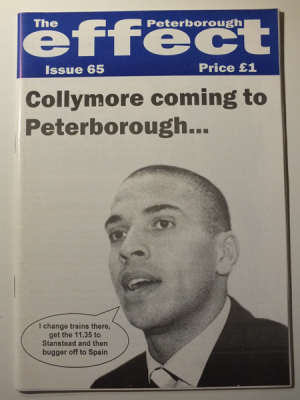 The Peterborough
effect
Issue 65 Price £1
Collymore coming to
Peterborough...
I change trains there,
get the 11.35 to
Stanstead and then
bugger off to Spain